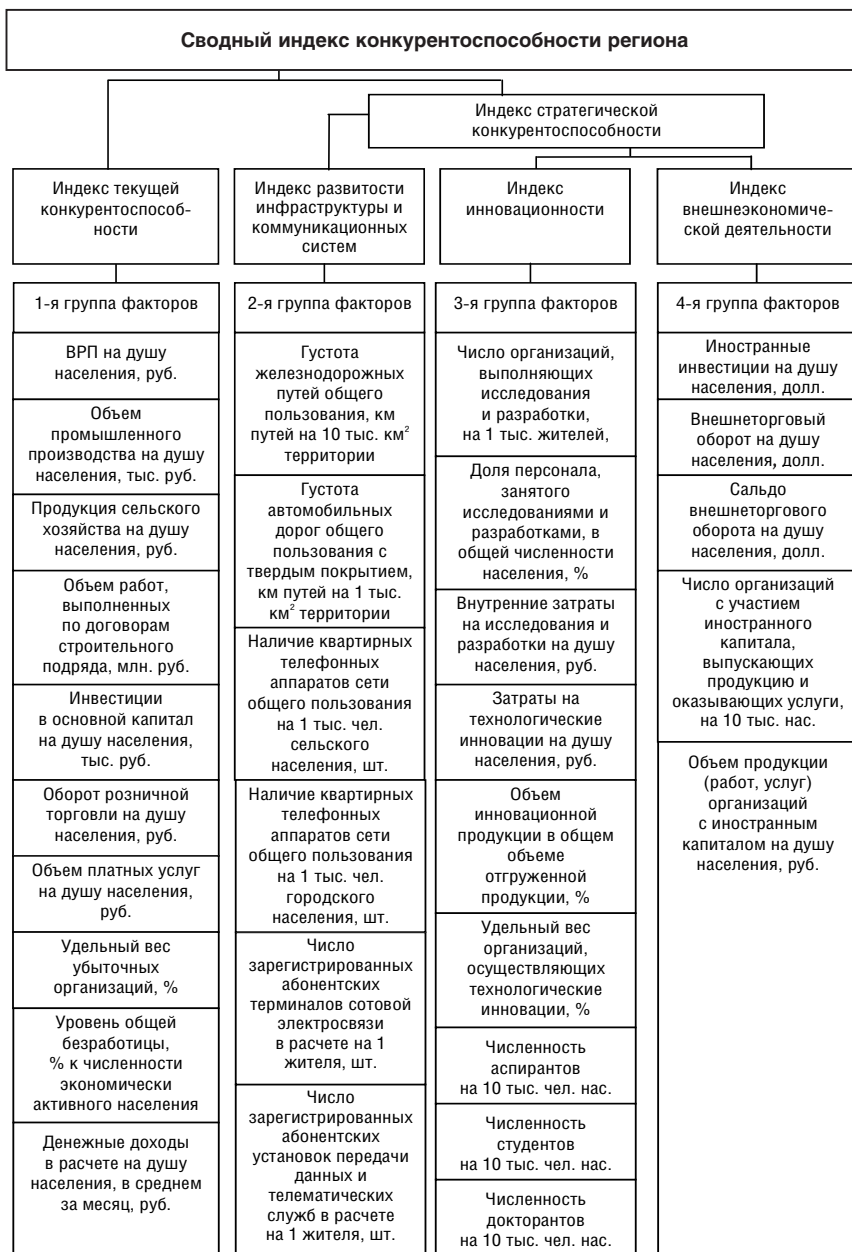 Сводный индекс конкурентоспособности региона
Индекс стратегической
конкурентоспособности
Индекс текущей
конкурентоспособ-
ности
Индекс развитости
инфраструктуры и
коммуникационных
систем
Индекс
инновационности
Индекс
внешнеэкономиче-
ской деятельности
1-я группа факторов
ВРП на душу
населения, руб.
Объем
промышленного
производства на душу
населения, тыс. руб.
Продукция сельского
хозяйства на душу
населения, руб.
Объем работ,
выполненных
по договорам
строительного
подряда, млн. руб.
Инвестиции
в основной капитал
на душу населения,
тыс. руб.
Оборот розничной
торговли на душу
населения, руб.
Объем платных услуг
на душу населения,
руб.
Удельный вес
убыточных
организаций, %
Уровень общей
безработицы,
% к численности
экономически
активного населения
Денежные доходы
в расчете на душу
населения, в среднем
за месяц, руб.
2-я группа факторов
Густота
железнодорожных
путей общего
пользования, км
путей на 10 тыс. км²
территории
Густота
автомобильных
дорог общего
пользования с
твердым покрытием,
км путей на 1 тыс.
км² территории
Наличие квартирных
телефонных
аппаратов сети
общего пользования
на 1 тыс. чел.
сельского
населения, шт.
Наличие квартирных
телефонных
аппаратов сети
общего пользования
на 1 тыс. чел.
городского
населения, шт.
Число
зарегистрированных
абонентских
терминалов сотовой
электросвязи
в расчете на 1
жителя, шт.
Число
зарегистрированных
абонентских
установок передачи
данных и
телематических
служб в расчете
на 1 жителя, шт.
3-я группа факторов
Число организаций,
выполняющих
исследования
и разработки,
на 1 тыс. жителей,
Доля персонала,
занятого
исследованиями и
разработками, в
общей численности
населения, %
Внутренние затраты
на исследования и
разработки на душу
населения, руб.
Затраты на
технологические
инновации на душу
населения, руб.
Объем
инновационной
продукции в общем
объеме
отгруженной
продукции, %
Удельный вес
организаций,
осуществляющих
технологические
инновации, %
Численность
аспирантов
на 10 тыс. чел. нас.
Численность
студентов
на 10 тыс. чел. нас.
Численность
докторантов
на 10 тыс. чел. нас.
4-я группа факторов
Иностранные
инвестиции на душу
населения, долл.
Внешнеторговый
оборот на душу
населения, долл.
Сальдо
внешнеторгового
оборота на душу
населения, долл.
Число организаций
с участием
иностранного
капитала,
выпускающих
продукцию и
оказывающих услуги,
на 10 тыс. нас.
Объем продукции
(работ, услуг)
организаций
с иностранным
капиталом на душу
населения, руб.